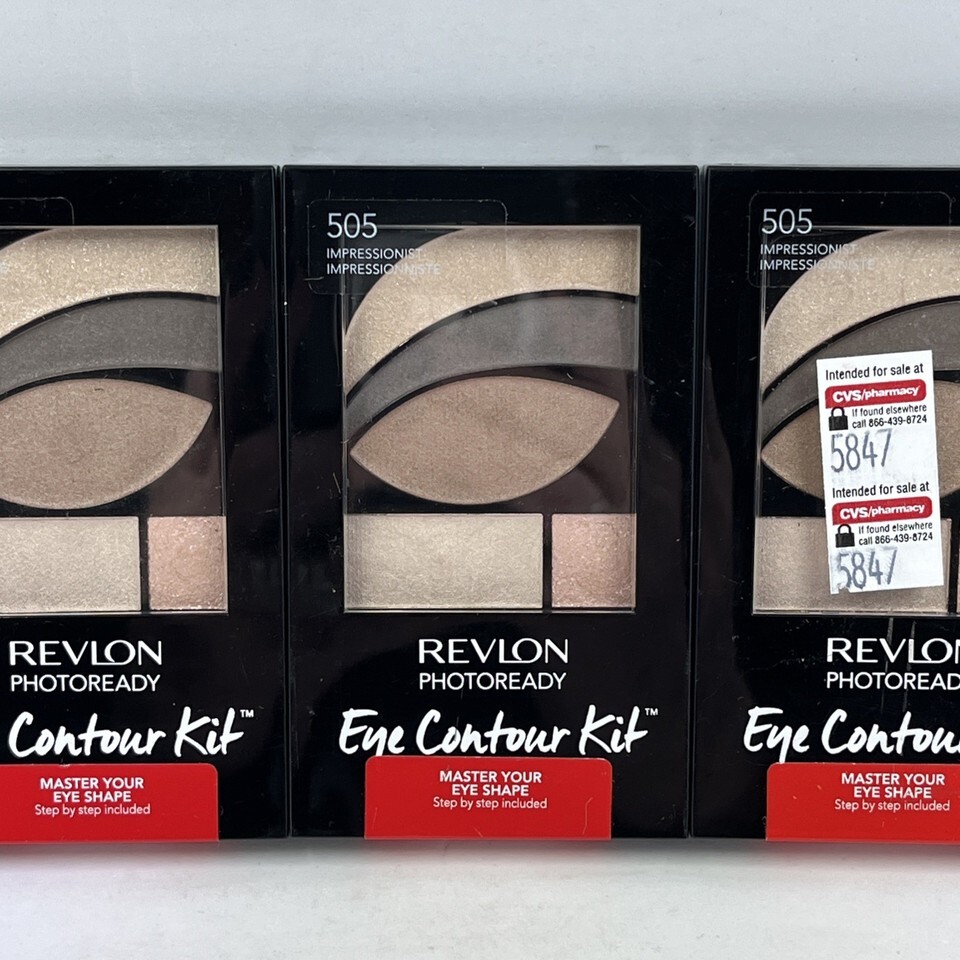 505
IMPRESSIONIST
IMPRESSIONNISTE
REVLON
PHOTOREADY
Contour Kit™
MASTER YOUR
EYE SHAPE
Step by step included
REVLON
PHOTOREADY
Eye Contour Kit™
MASTER YOUR
EYE SHAPE
Step by step included
505
IMPRESSIONIST
IMPRESSIONNISTE
Intended for sale at
CVS/pharmacy
If found elsewhere
call 866-439-8724
5847
Intended for sale at
CVS/pharmacy
If found elsewhere
call 866-439-8724
5847
REVLON
PHOTOREAD
Eye Contou
MASTER YOUR
EYE SHAPE
Step by step included